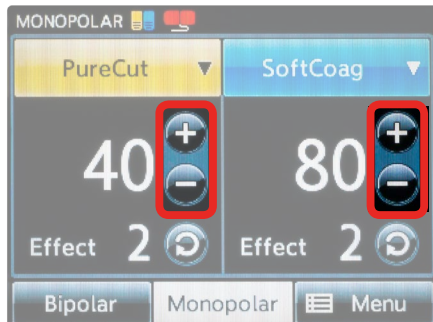 MONOPOLAR
PureCut ▼ SoftCoag ▼
40 + − 80 + −
Effect 2 Effect 2
Bipolar Monopolar Menu